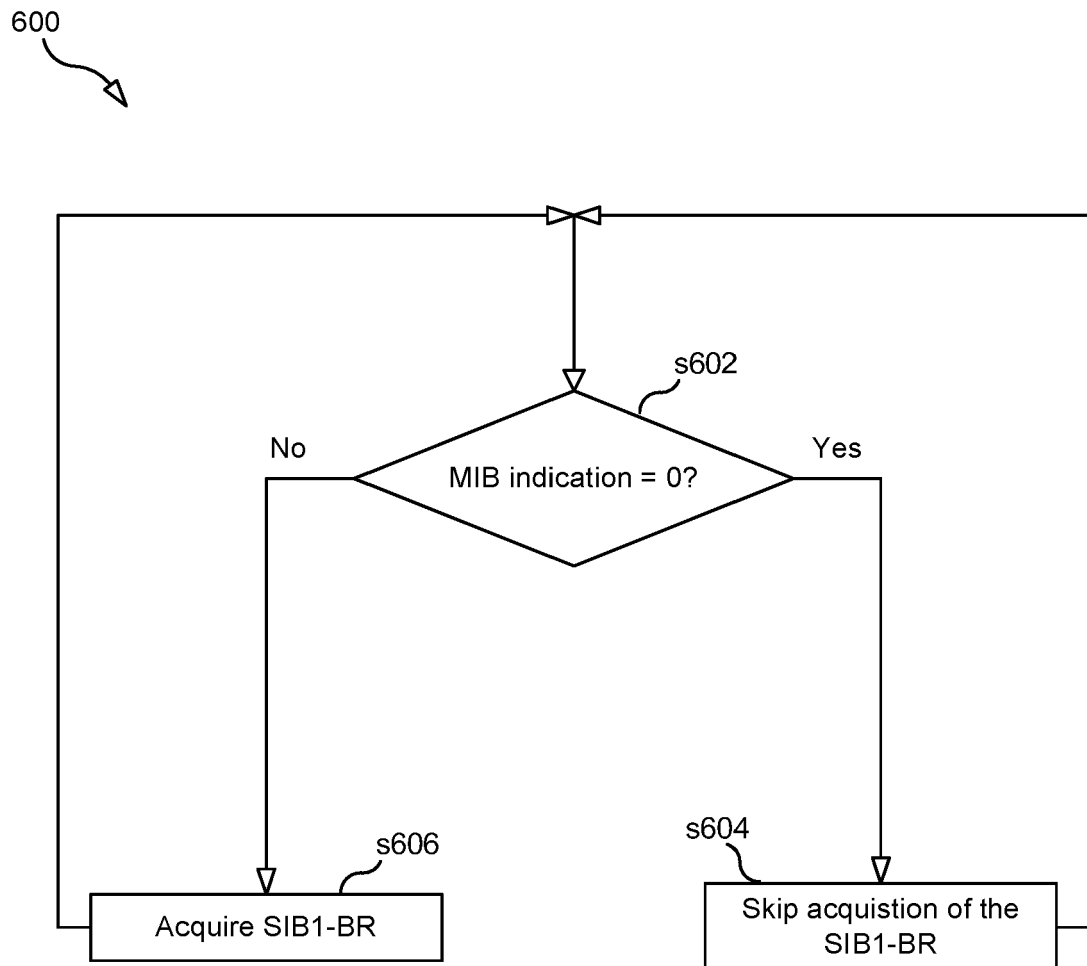 600
s602
No
Yes
MIB indication = 0?
s606
s604
Acquire SIB1-BR
Skip acquistion of the
SIB1-BR